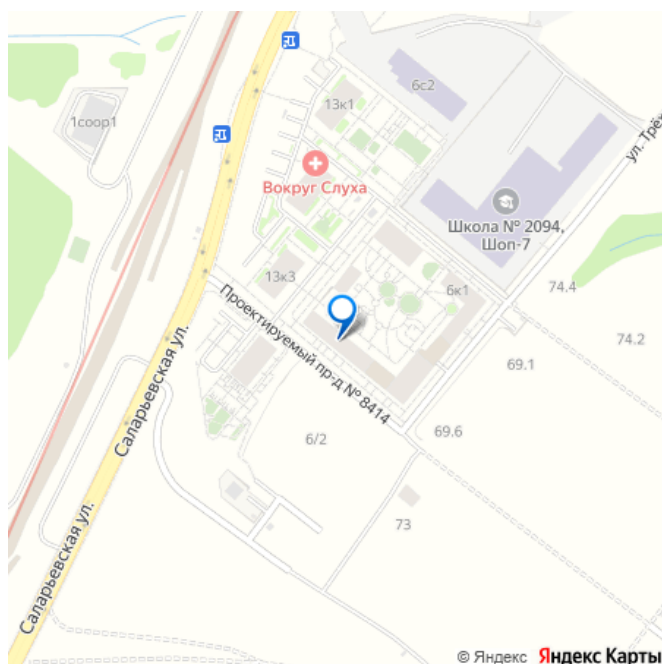 13к1
6с2
1соор1
Вокруг Слуха
ул. Трёх
Школа № 2094,
Шоп-7
13к3
6к1
74.4
74.2
Проектируемый пр-д № 8414
69.1
Саларьевская ул.
69.6
6/2
73
Саларьевская ул.
© Яндекс Яндекс Карты